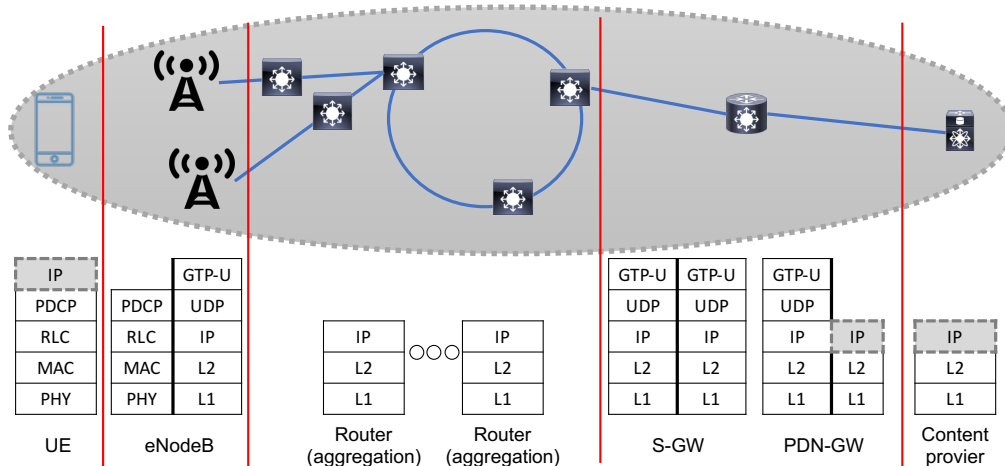 IP
PDCP
RLC
MAC
PHY
UE
PDCP
RLC
MAC
PHY
GTP-U
UDP
IP
L2
L1
eNodeB
IP
L2
L1
Router
(aggregation)
IP
L2
L1
Router
(aggregation)
GTP-U
UDP
IP
L2
L1
GTP-U
UDP
IP
L2
L1
S-GW
GTP-U
UDP
IP
L2
L1
IP
L2
L1
PDN-GW
IP
L2
L1
Content
provier